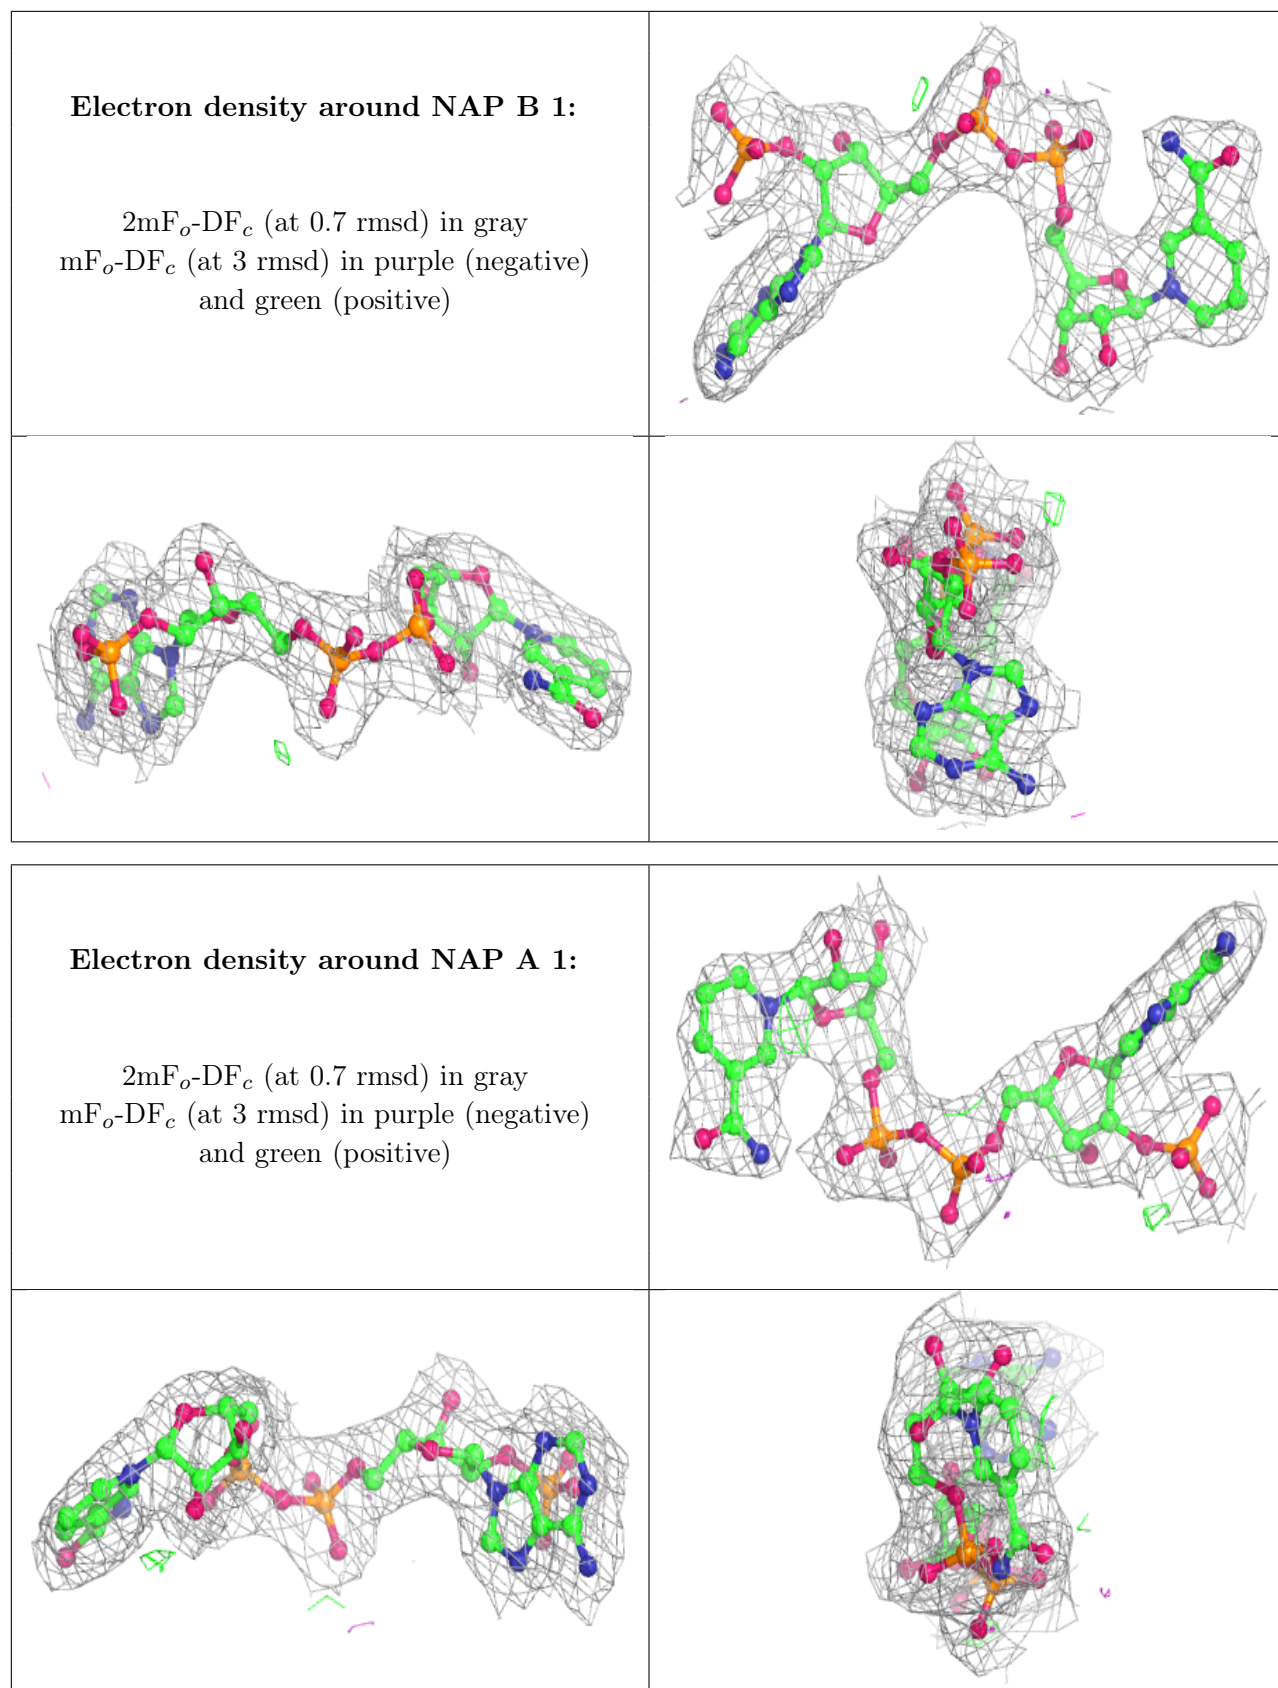 Electron density around NAP B 1:
2mFo-DFc (at 0.7 rmsd) in gray
mFo-DFc (at 3 rmsd) in purple (negative)
and green (positive)
Electron density around NAP A 1:
2mFo-DFc (at 0.7 rmsd) in gray
mFo-DFc (at 3 rmsd) in purple (negative)
and green (positive)